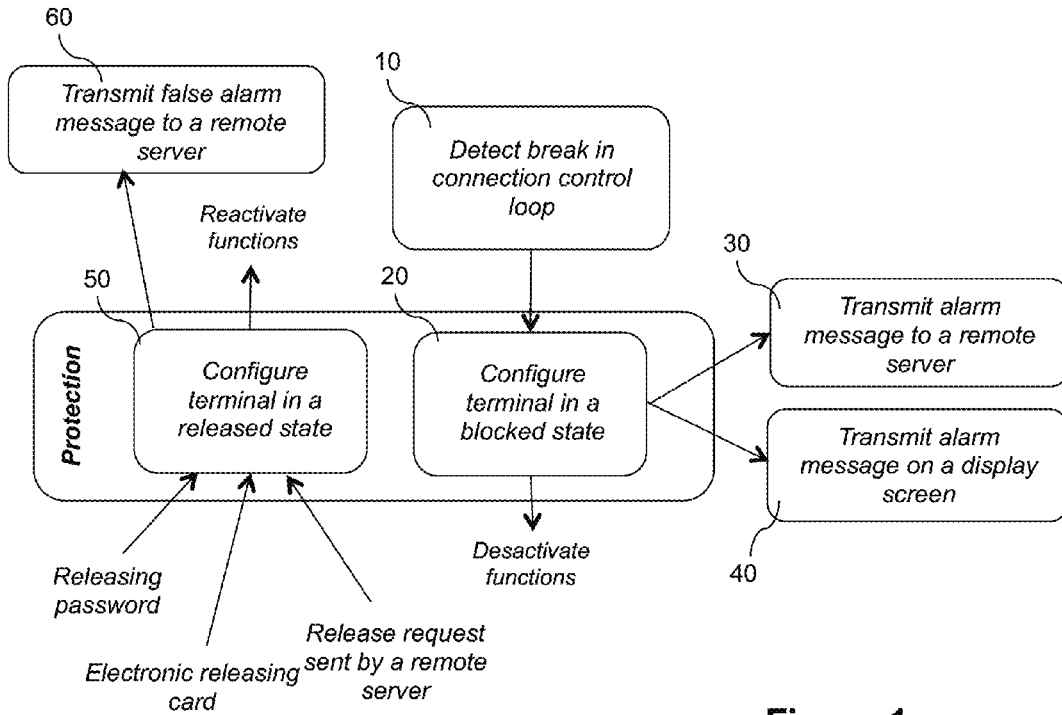 60
Transmit false alarm
message to a remote
server
10
Detect break in
connection control
loop
Reactivate
functions
50
20
30
Transmit alarm
message to a remote
server
Protection
Configure
terminal in a
released state
Configure
terminal in a
blocked state
Transmit alarm
message on a display
screen
40
Desactivate
functions
Releasing
password
Electronic releasing
card
Release request
sent by a remote
server
Figure 1